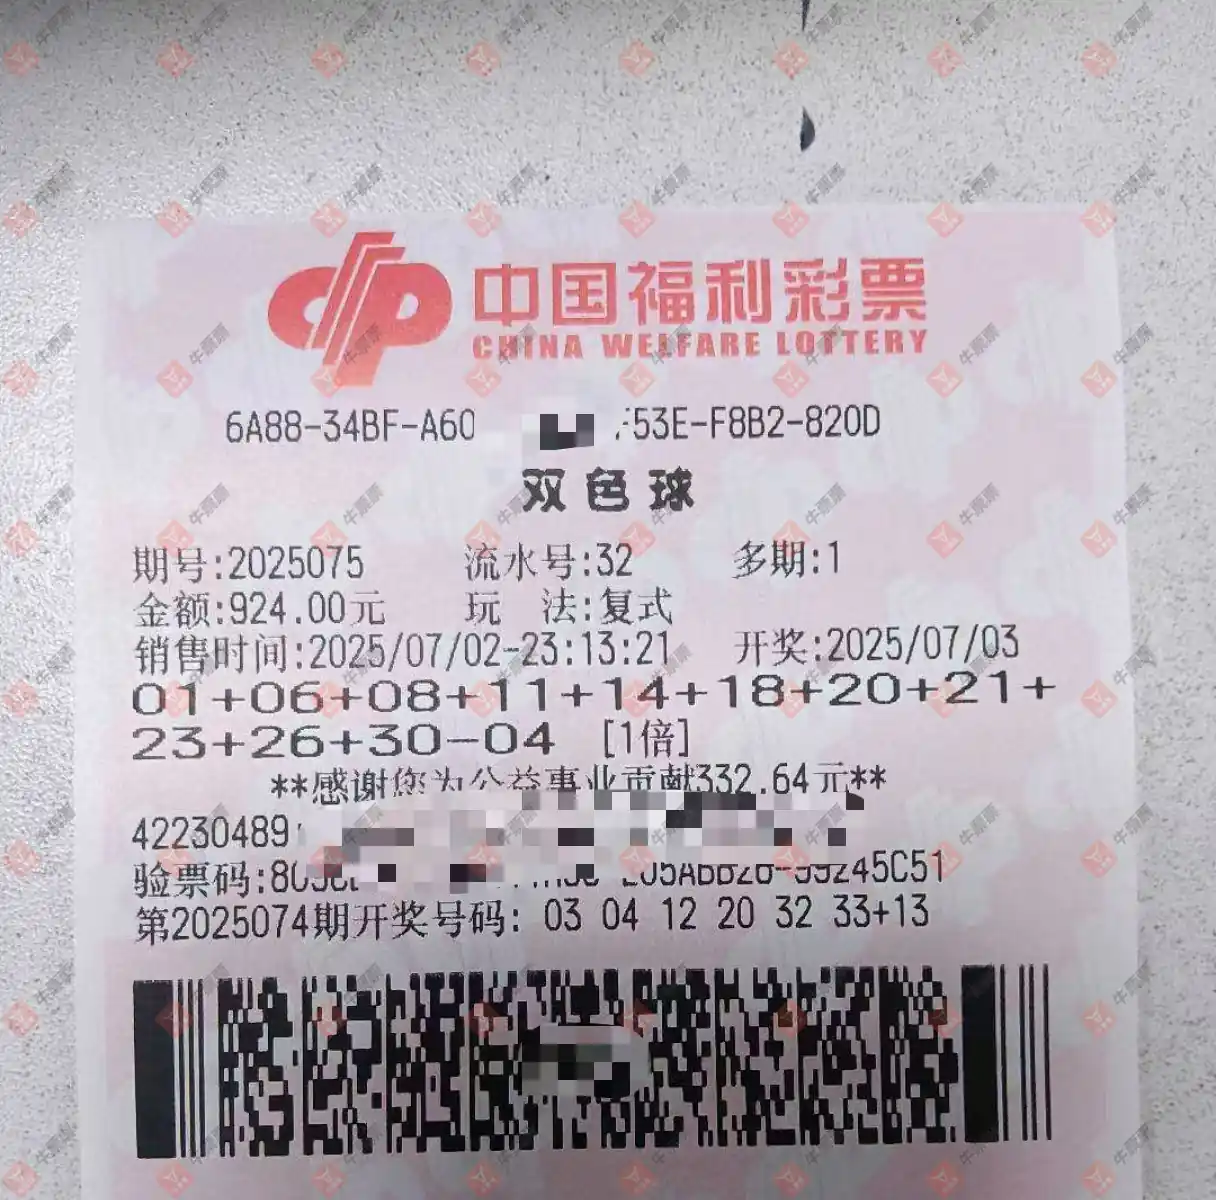 中国福利彩票
CHINA WELFARE LOTTERY
6A88-34BF-A60 53E-F8B2-820D
双色球
期号:2025075 流水号:32 多期:1
金额:924.00元 玩 法:复式
销售时间:2025/07/02-23:13:21 开奖:2025/07/03
01+06+08+11+14+18+20+21+
23+26+30-04 [1倍]
**感谢您为公益事业贡献332.64元**
42230489
验票码:
第2025074期开奖号码: 03 04 12 20 32 33+13